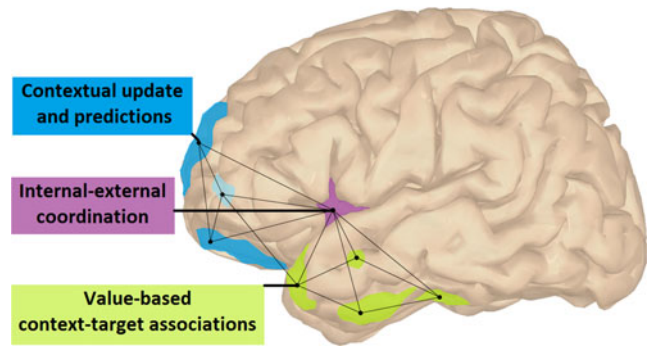 Contextual update
and predictions
Internal-external
coordination
Value-based
context-target associations